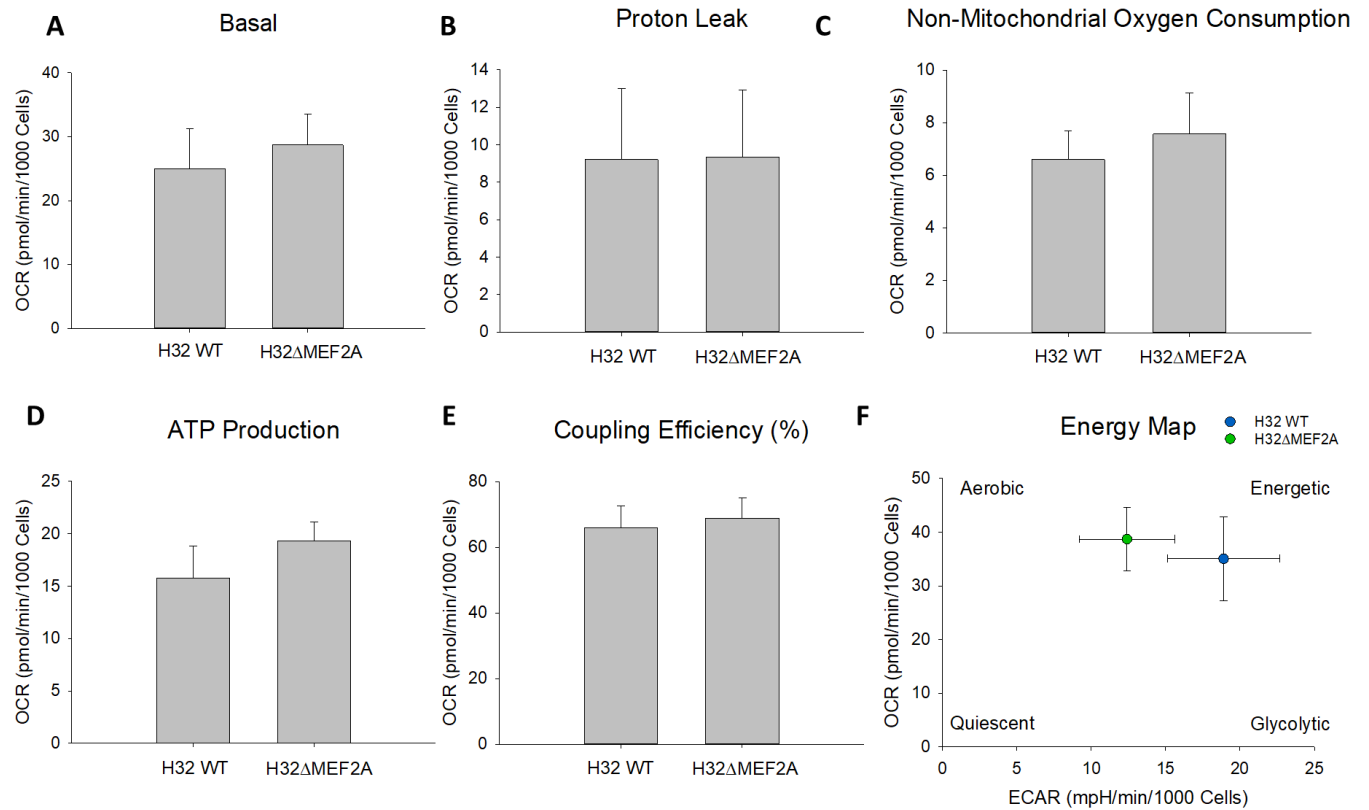 A
Basal
OCR (pmol/min/1000 Cells)
40
30
20
10
0
H32 WT
H32ΔMEF2A
B
Proton Leak
OCR (pmol/min/1000 Cells)
14
12
10
8
6
4
2
0
H32 WT
H32ΔMEF2A
C
Non-Mitochondrial Oxygen Consumption
OCR (pmol/min/1000 Cells)
10
8
6
4
2
0
H32 WT
H32ΔMEF2A
D
ATP Production
OCR (pmol/min/1000 Cells)
25
20
15
10
5
0
H32 WT
H32ΔMEF2A
E
Coupling Efficiency (%)
OCR (pmol/min/1000 Cells)
80
60
40
20
0
H32 WT
H32ΔMEF2A
F
Energy Map
H32 WT
H32ΔMEF2A
OCR (pmol/min/1000 Cells)
50
40
30
20
10
0
Aerobic
Energetic
Quiescent
Glycolytic
0 5 10 15 20 25
ECAR (mpH/min/1000 Cells)